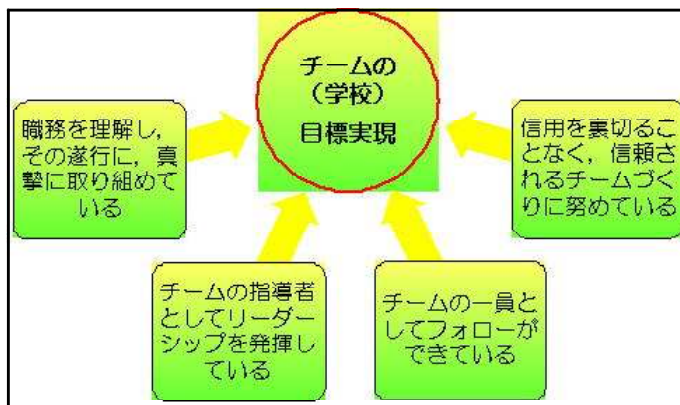 チームの
（学校）
目標実現
職務を理解し，
その遂行に，真
摯に取り組めて
いる
信用を裏切るこ
となく，信頼さ
れるチームづく
りに努めている
チームの指導者
としてリーダー
シップを発揮し
ている
チームの一員と
してフォローが
できている